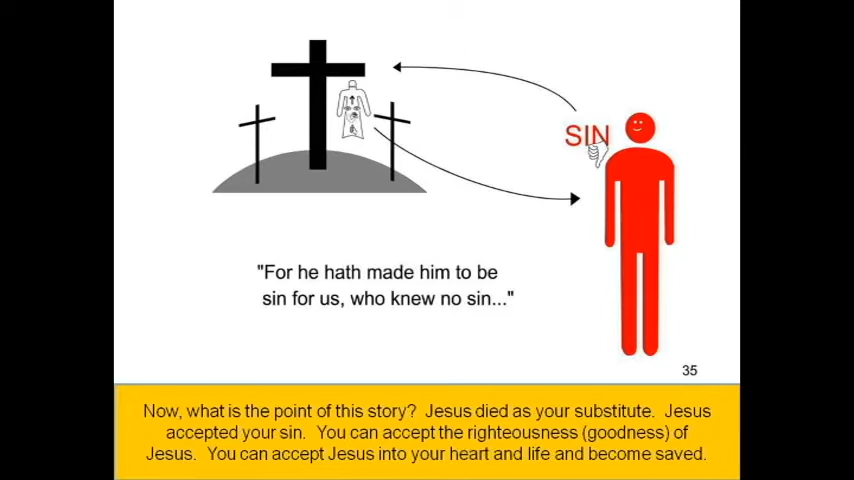 SIN
"For he hath made him to be
sin for us, who knew no sin..."
35
Now, what is the point of this story?  Jesus died as your substitute.  Jesus
accepted your sin.  You can accept the righteousness (goodness) of
Jesus.  You can accept Jesus into your heart and life and become saved.